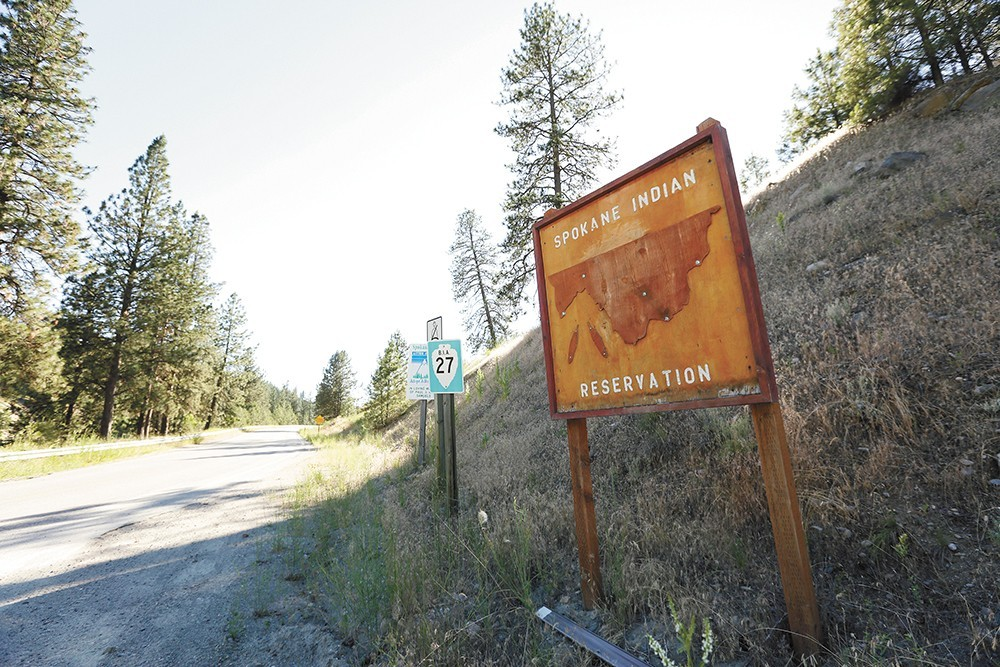 SPOKANE INDIAN
RESERVATION
B.I.A.
27